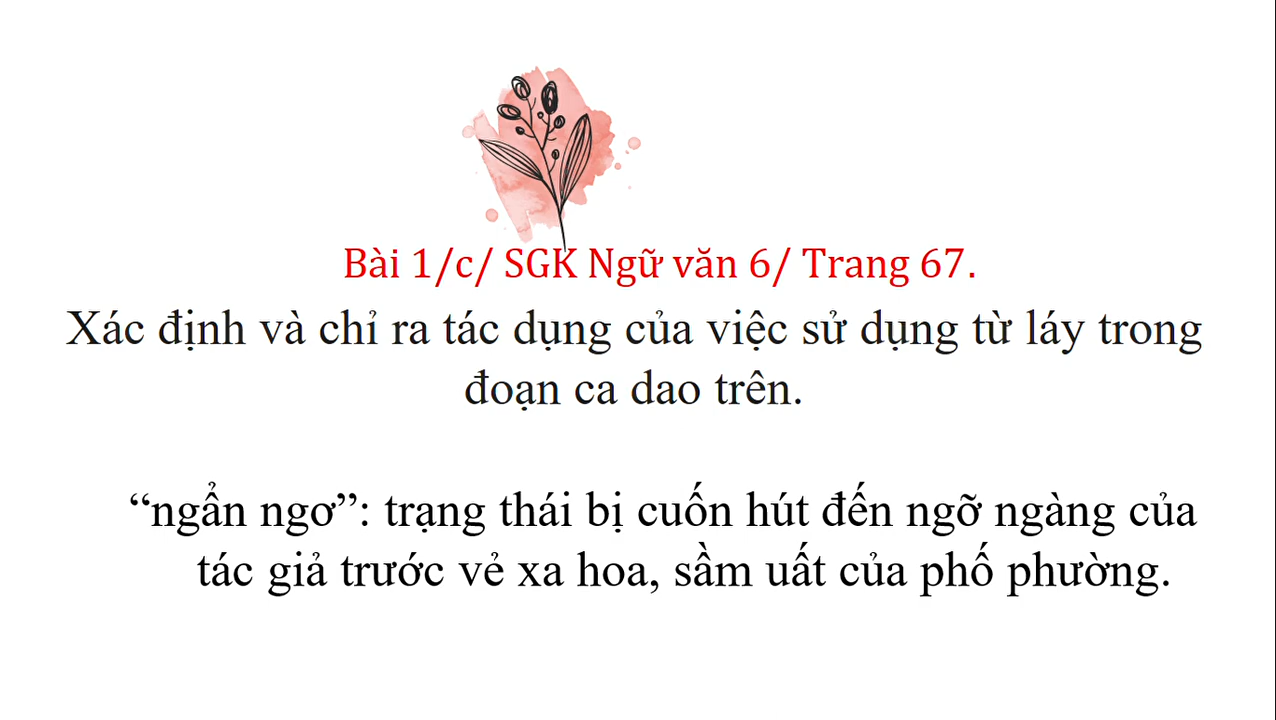 Bài 1/c/ SGK Ngữ văn 6/ Trang 67.
Xác định và chỉ ra tác dụng của việc sử dụng từ láy trong
đoạn ca dao trên.
“ngẩn ngơ”: trạng thái bị cuốn hút đến ngỡ ngàng của
tác giả trước vẻ xa hoa, sầm uất của phố phường.